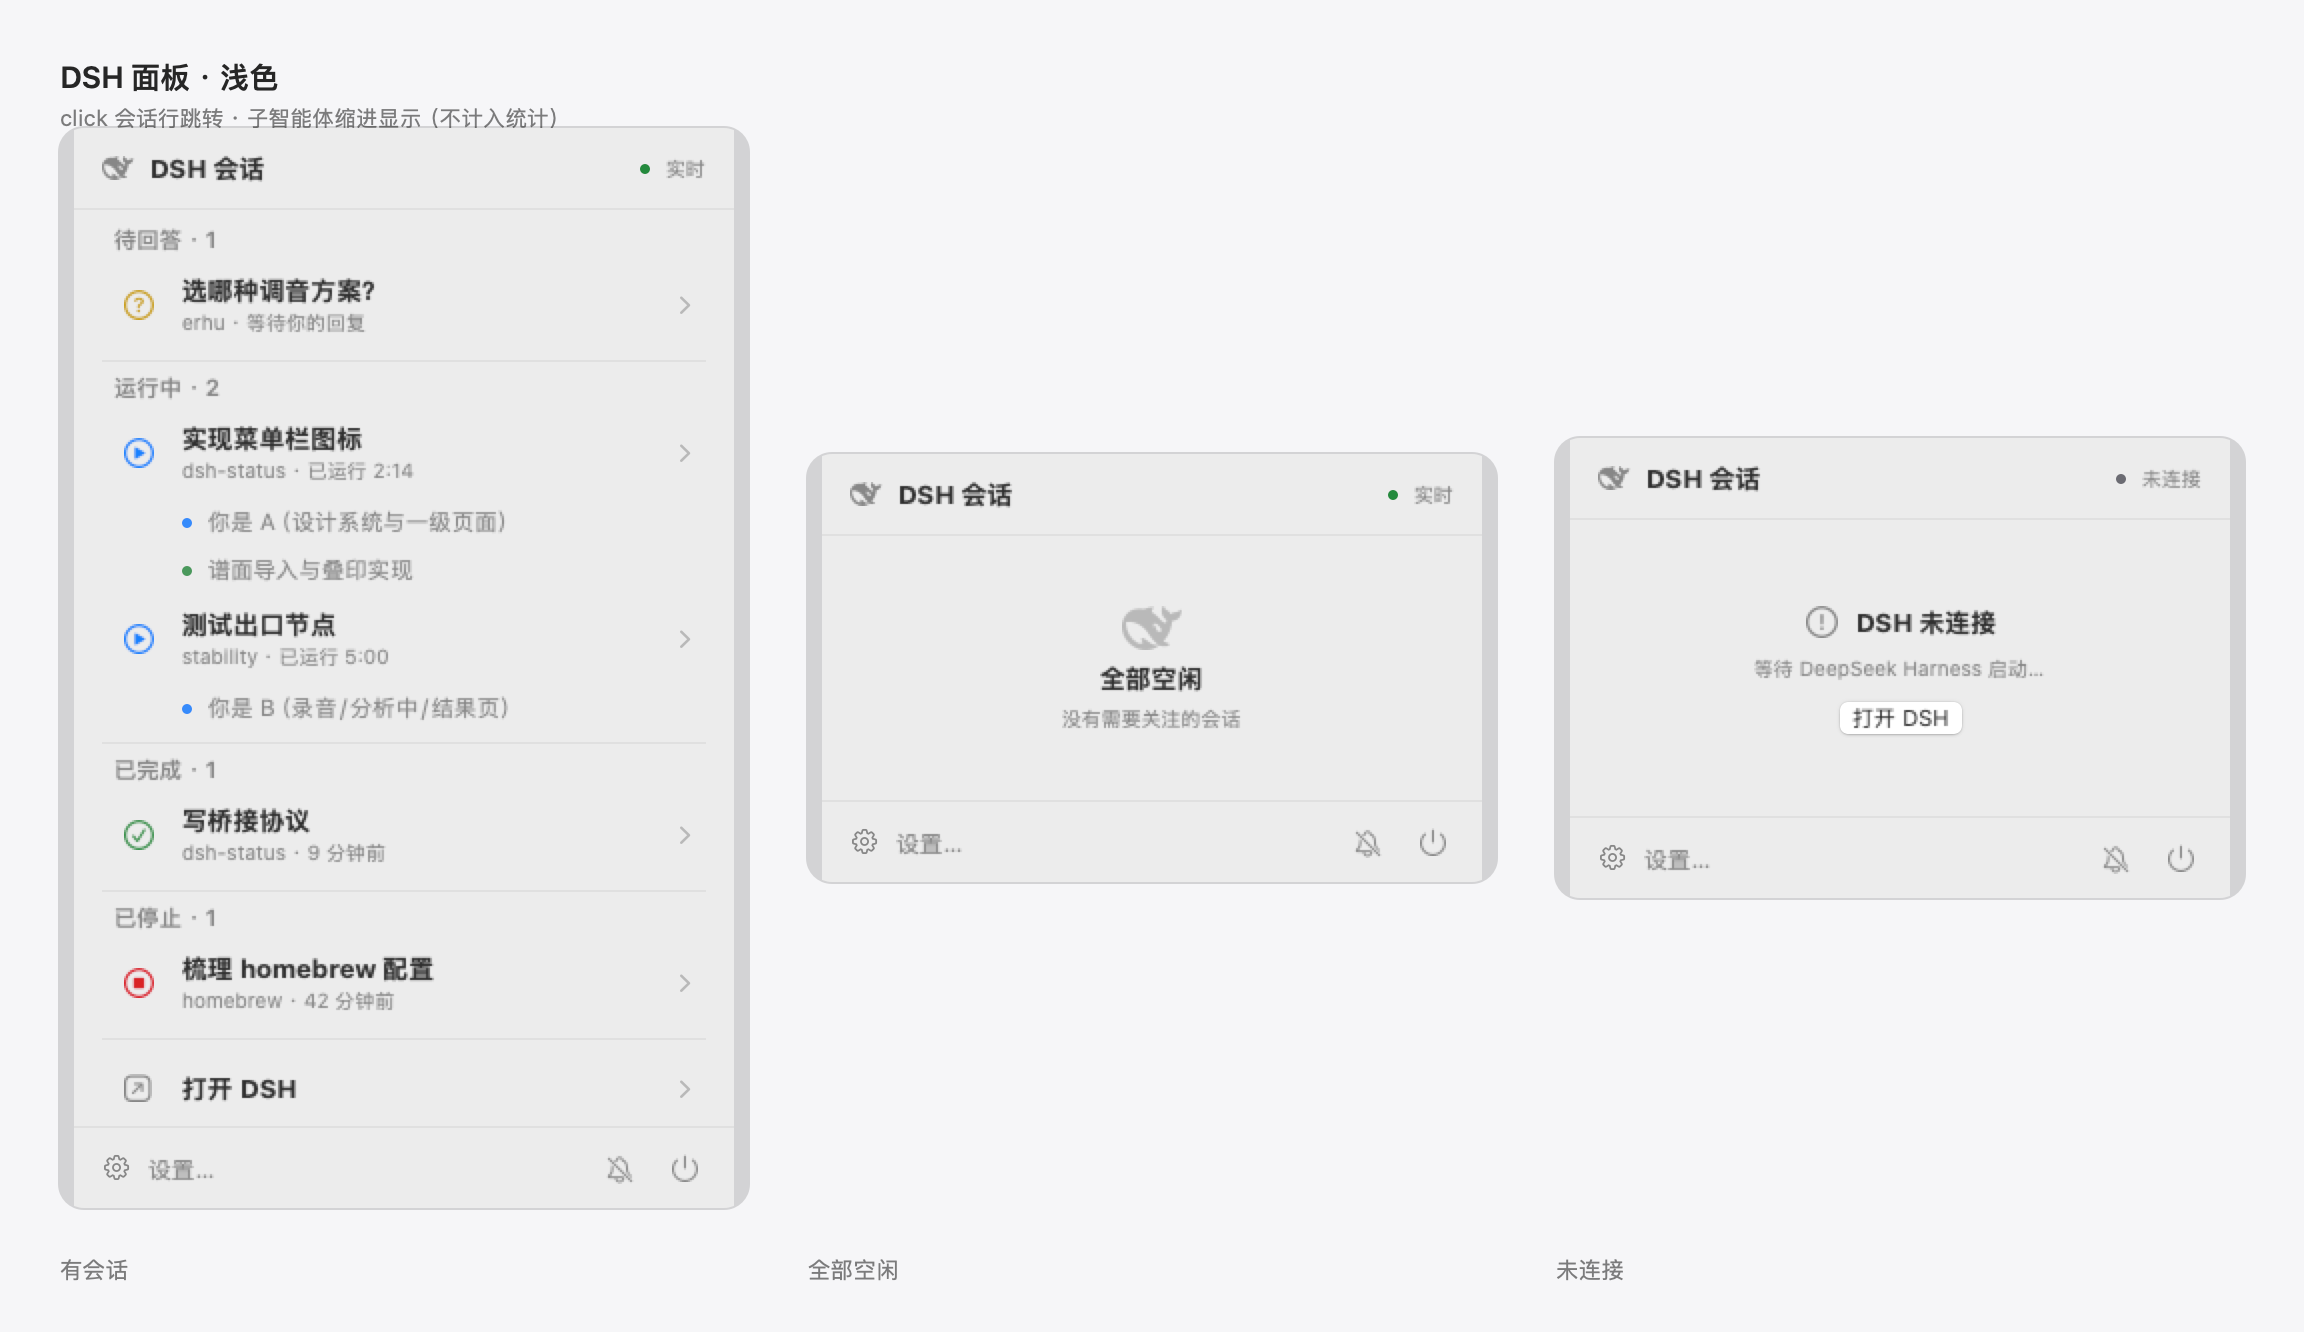 DSH 面板 · 浅色
click 会话行跳转 · 子智能体缩进显示（不计入统计）
DSH 会话
实时
待回答 · 1
选哪种调音方案？
erhu · 等待你的回复
运行中 · 2
实现菜单栏图标
dsh-status · 已运行 2:14
你是 A（设计系统与一级页面）
谱面导入与叠印实现
测试出口节点
stability · 已运行 5:00
你是 B（录音/分析中/结果页）
已完成 · 1
写桥接协议
dsh-status · 9 分钟前
已停止 · 1
梳理 homebrew 配置
homebrew · 42 分钟前
打开 DSH
设置...
有会话
DSH 会话
实时
全部空闲
没有需要关注的会话
设置...
全部空闲
DSH 会话
未连接
DSH 未连接
等待 DeepSeek Harness 启动...
打开 DSH
设置...
未连接